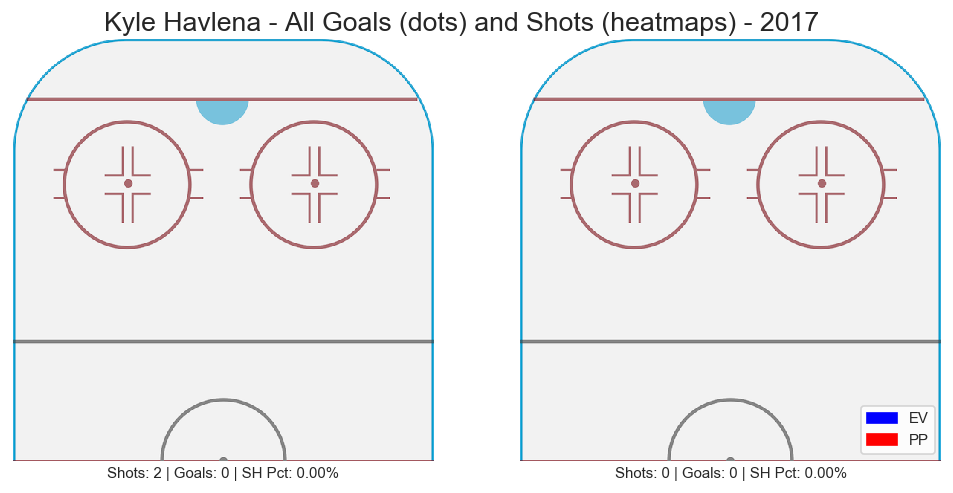 Kyle Havlena - All Goals (dots) and Shots (heatmaps) - 2017
EV
PP
Shots: 2 | Goals: 0 | SH Pct: 0.00%
Shots: 0 | Goals: 0 | SH Pct: 0.00%